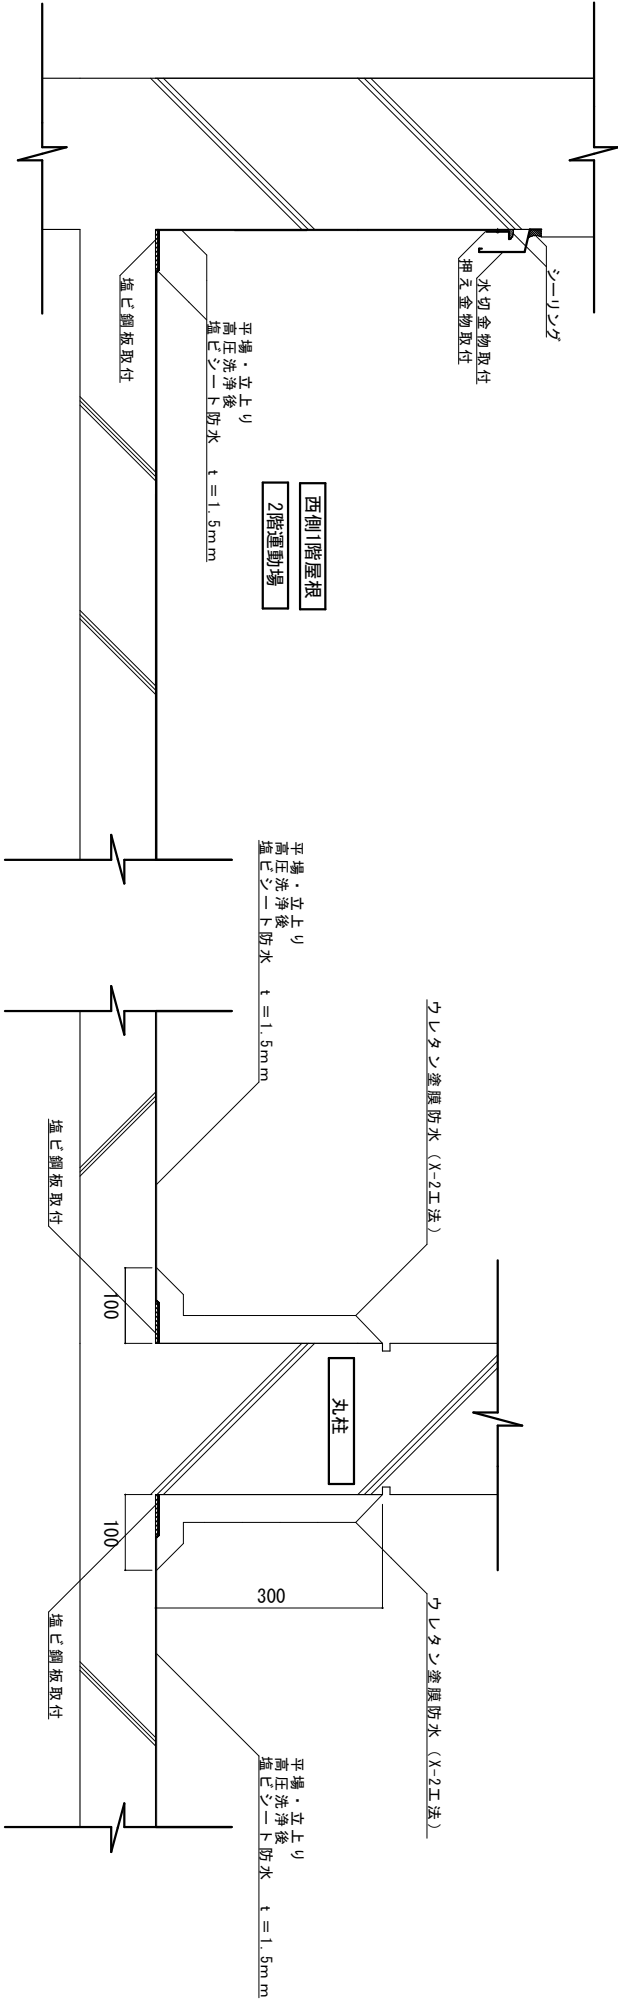 シーリング
水切金物取付
押え金物取付
平場・立上り
高圧洗浄後
塩ビシート防水 t=1.5mm
塩ビ鋼板取付
西側1階屋根
2階運動場
平場・立上り
高圧洗浄後
塩ビシート防水 t=1.5mm
ウレタン塗膜防水（X-2工法）
塩ビ鋼板取付
100
丸柱
100
300
ウレタン塗膜防水（X-2工法）
塩ビ鋼板取付
平場・立上り
高圧洗浄後
塩ビシート防水 t=1.5mm